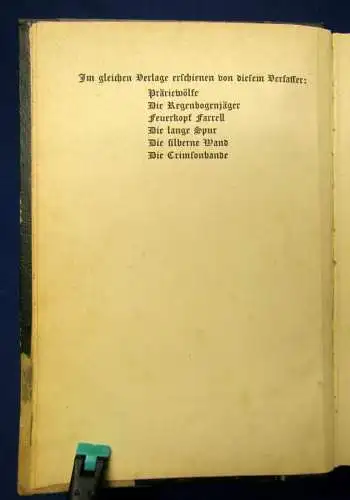 Im gleichen Verlage erschienen von diesem Verfasser:
Präriewölfe
Die Regenbogenjäger
Feuerkopf Farrell
Die lange Spur
Die silberne Wand
Die Crimsonbande